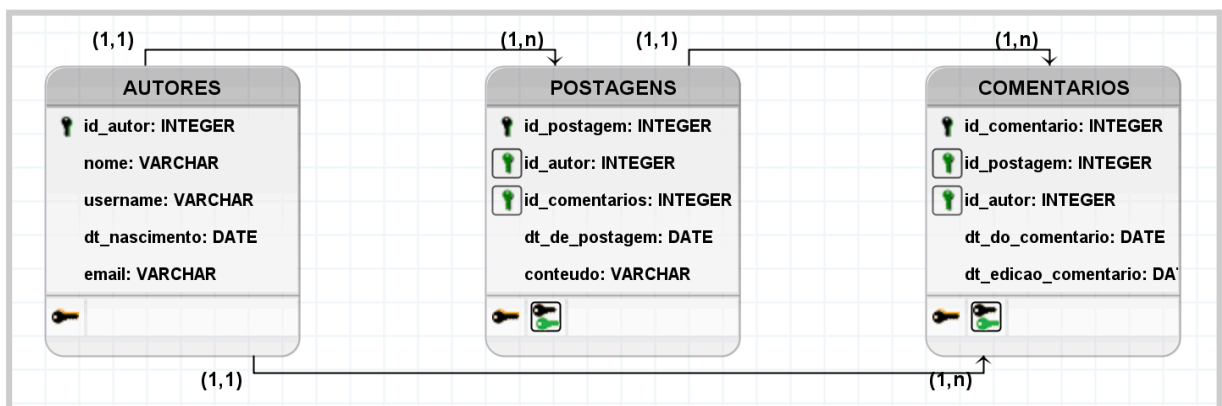 (1,1) (1,n) (1,1) (1,n)
AUTORES
id_autor: INTEGER
nome: VARCHAR
username: VARCHAR
dt_nascimento: DATE
email: VARCHAR
POSTAGENS
id_postagem: INTEGER
id_autor: INTEGER
id_comentarios: INTEGER
dt_de_postagem: DATE
conteudo: VARCHAR
COMENTARIOS
id_comentario: INTEGER
id_postagem: INTEGER
id_autor: INTEGER
dt_do_comentario: DATE
dt_edicao_comentario: DA
(1,1) (1,n)